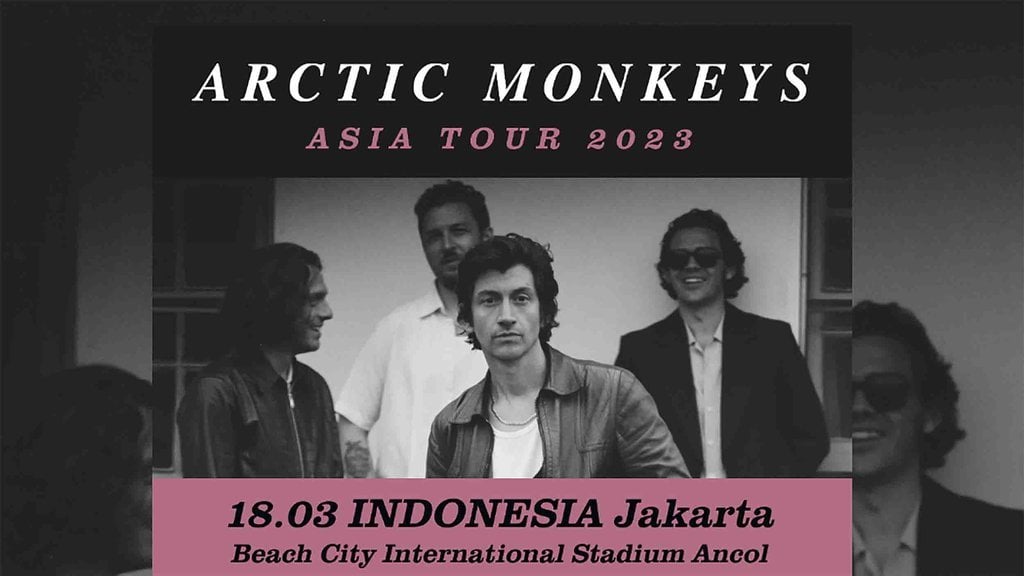 ARCTIC MONKEYS
ASIA TOUR 2023
18.03 INDONESIA Jakarta
Beach City International Stadium Ancol